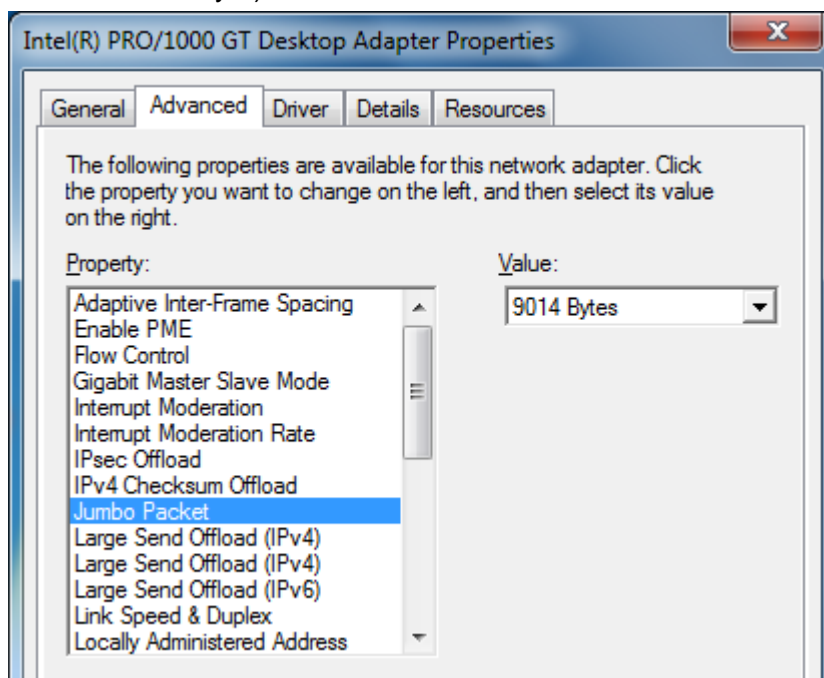 Intel(R) PRO/1000 GT Desktop Adapter Properties
General Advanced Driver Details Resources
The following properties are available for this network adapter. Click
the property you want to change on the left, and then select its value
on the right.
Property:
Value:
Adaptive Inter-Frame Spacing
Enable PME
Flow Control
Gigabit Master Slave Mode
Interrupt Moderation
Interrupt Moderation Rate
IPsec Offload
IPv4 Checksum Offload
Jumbo Packet
Large Send Offload (IPv4)
Large Send Offload (IPv4)
Large Send Offload (IPv6)
Link Speed & Duplex
Locally Administered Address
9014 Bytes